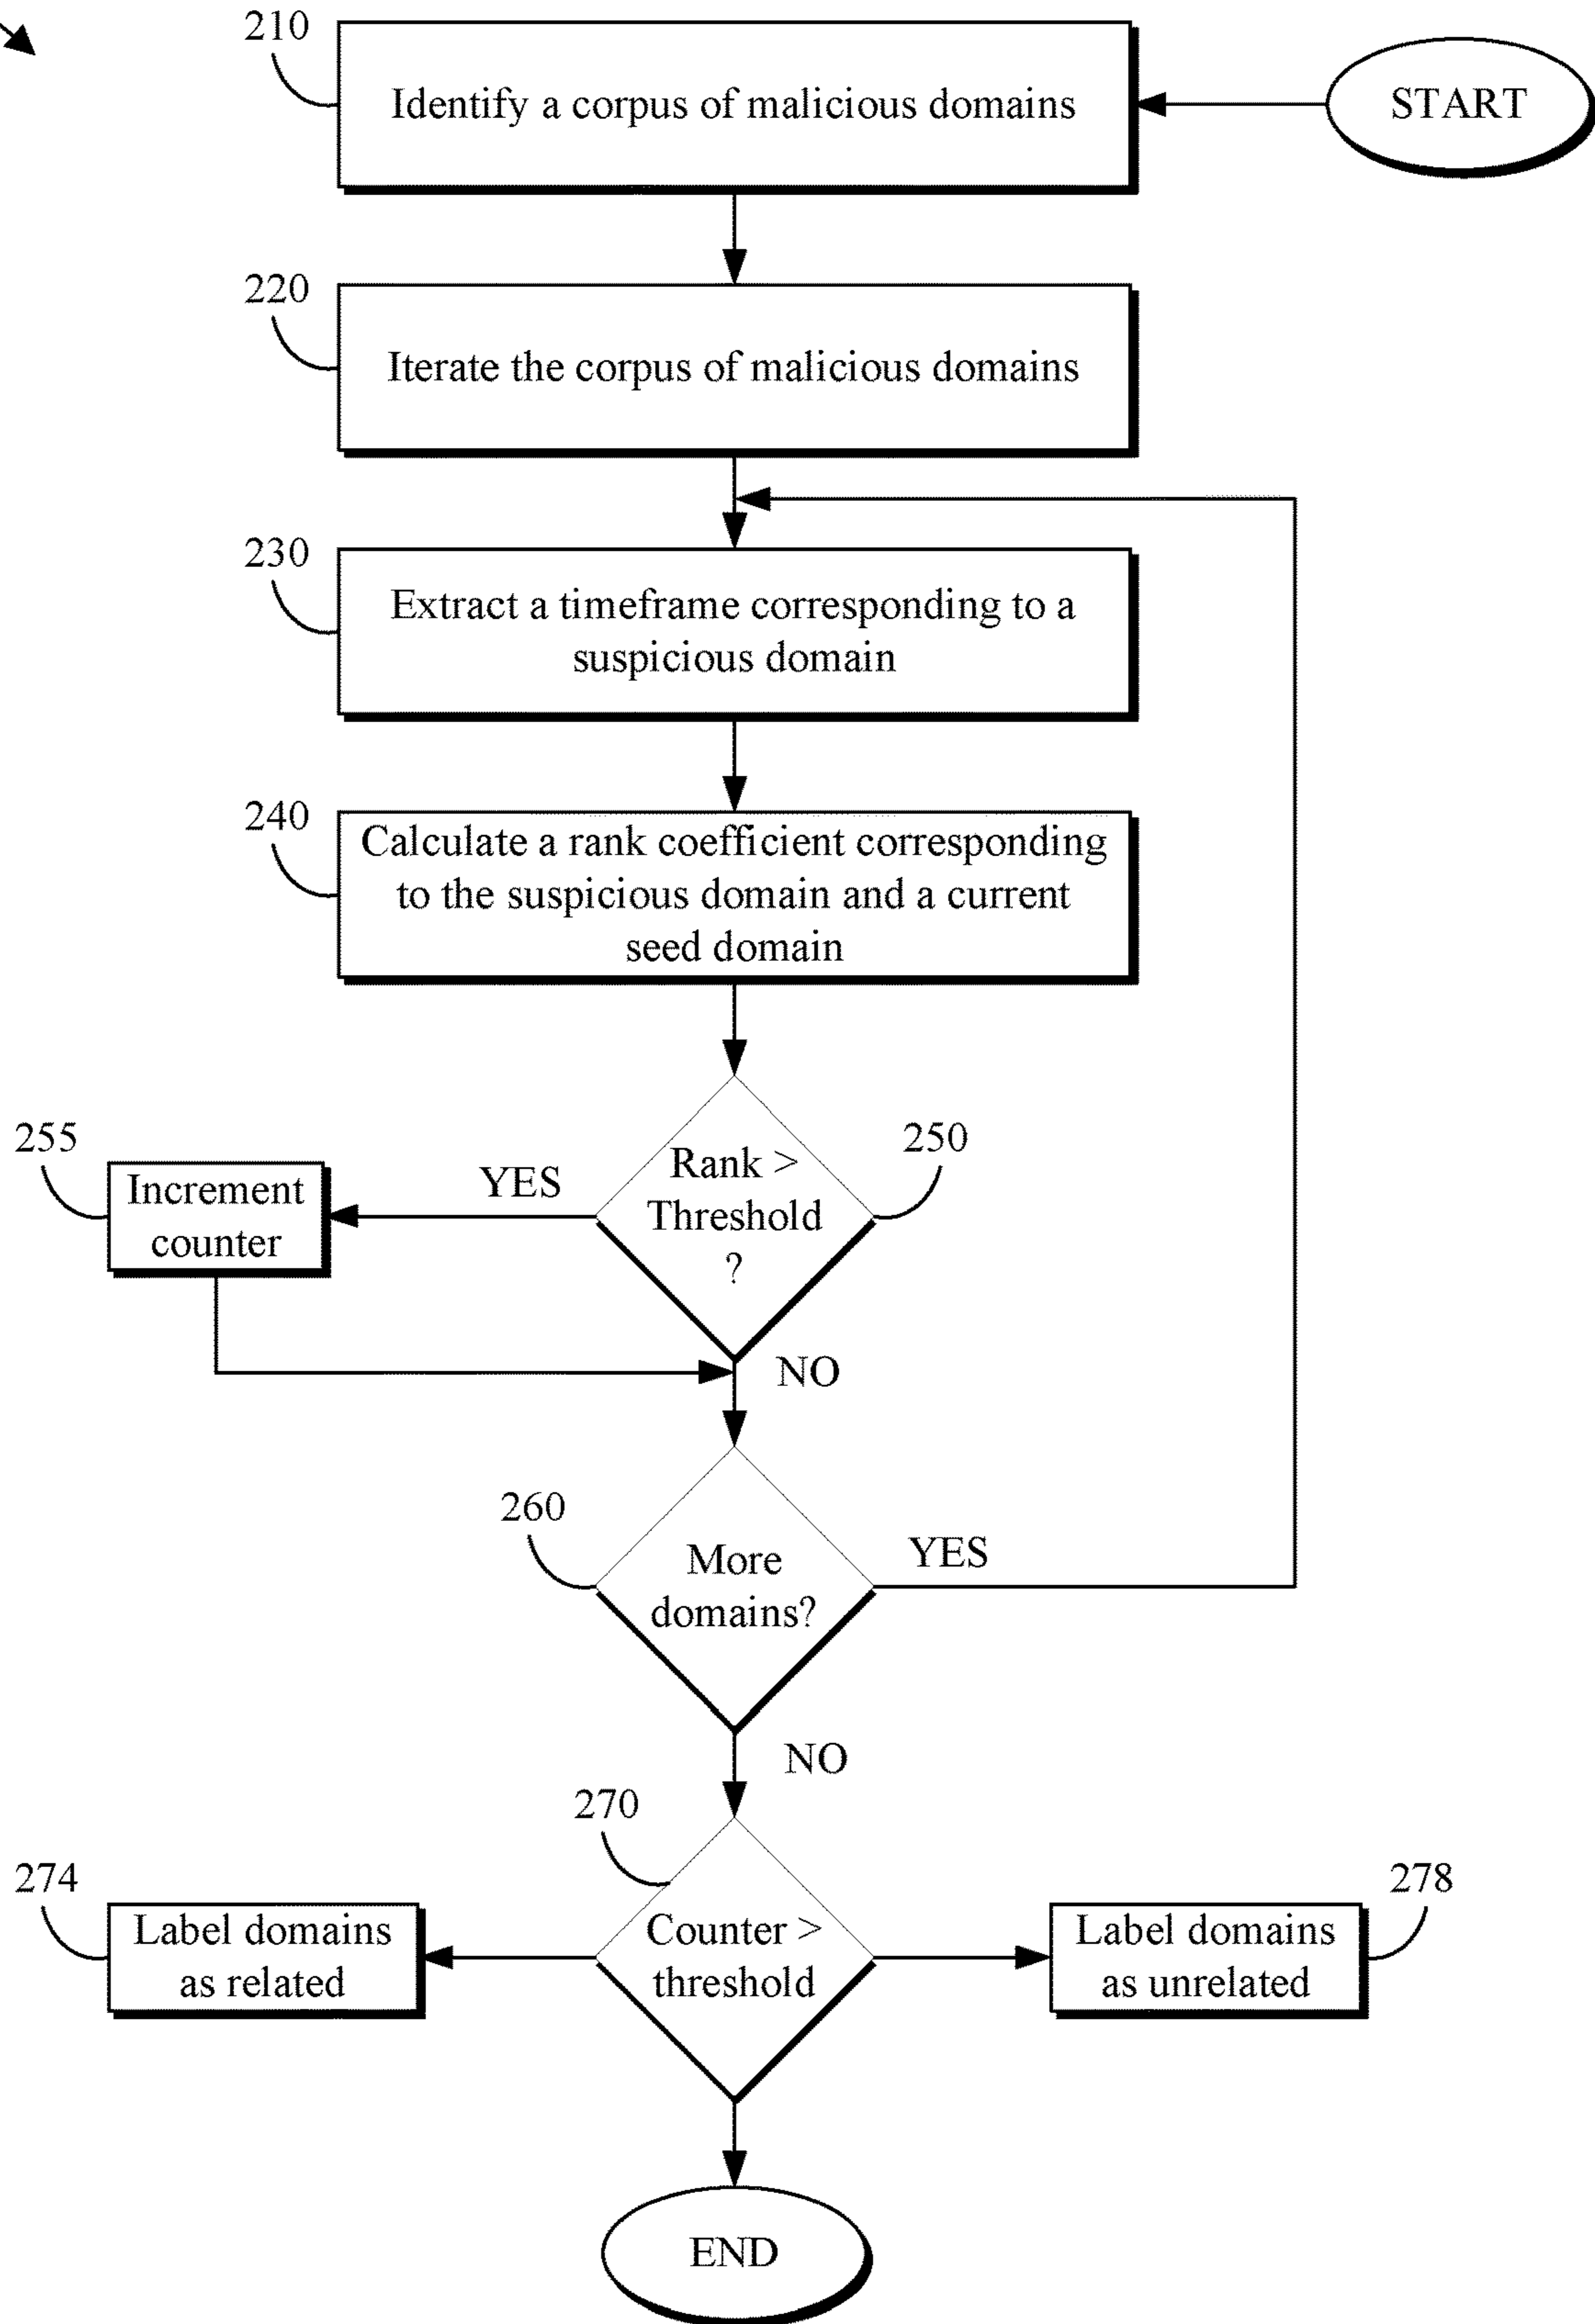 210
Identify a corpus of malicious domains
START
220
Iterate the corpus of malicious domains
230
Extract a timeframe corresponding to a
suspicious domain
240
Calculate a rank coefficient corresponding
to the suspicious domain and a current
seed domain
255
Increment
counter
YES
Rank >
Threshold
?
250
NO
260
More
domains?
YES
NO
270
274
Label domains
as related
Counter >
threshold
278
Label domains
as unrelated
END